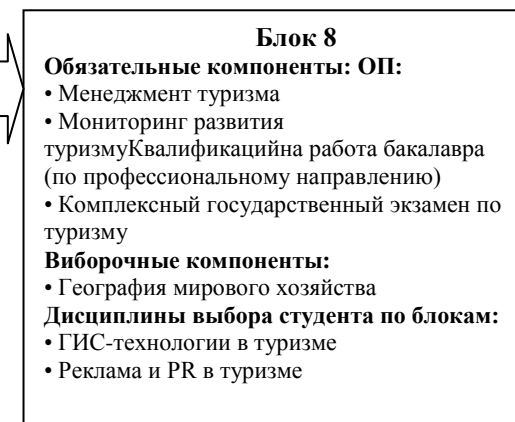 Блок 8
Обязательные компоненты: ОП:
• Менеджмент туризма
• Мониторинг развития
туризмуКвалификацийна работа бакалавра
(по профессиональному направлению)
• Комплексный государственный экзамен по
туризму
Виборочные компоненты:
• География мирового хозяйства
Дисциплины выбора студента по блокам:
• ГИС-технологии в туризме
• Реклама и PR в туризме